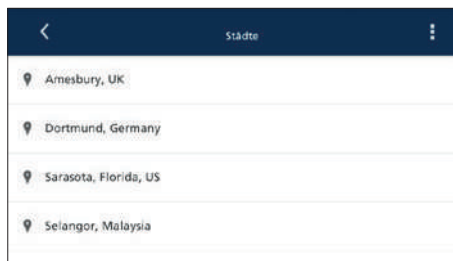 Städte
Amesbury, UK
Dortmund, Germany
Sarasota, Florida, US
Selangor, Malaysia